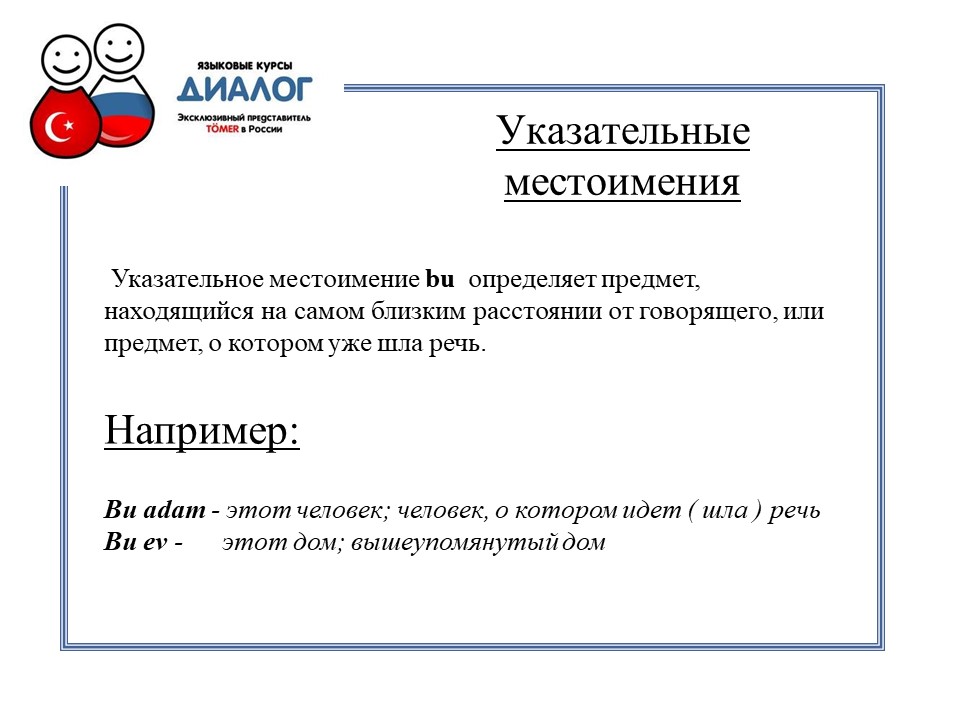 ЯЗЫКОВЫЕ КУРСЫ
ДИАЛОГ
Эксклюзивный представитель
TÖMER в России
Указательные
местоимения
Указательное местоимение bu определяет предмет,
находящийся на самом близким расстоянии от говорящего, или
предмет, о котором уже шла речь.
Например:
Bu adam - этот человек; человек, о котором идет ( шла ) речь
Bu ev - этот дом; вышеупомянутый дом